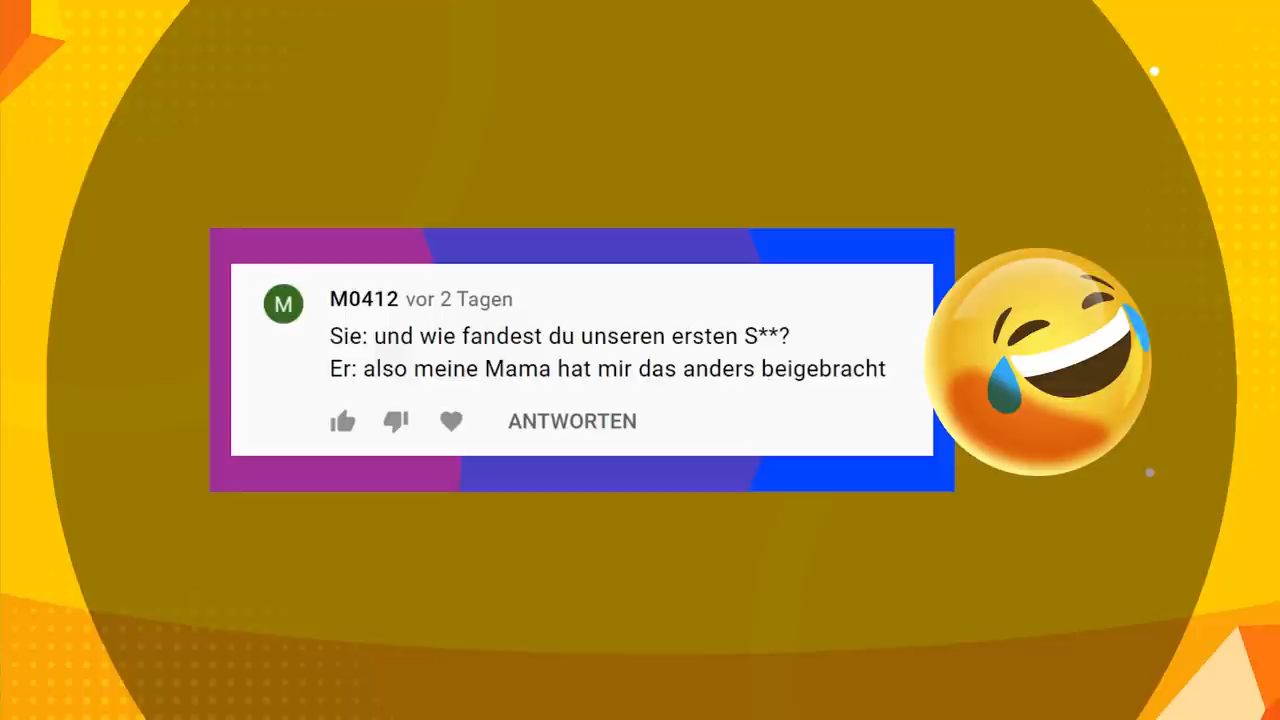 M
M0412 vor 2 Tagen
Sie: und wie fandest du unseren ersten S**?
Er: also meine Mama hat mir das anders beigebracht
ANTWORTEN